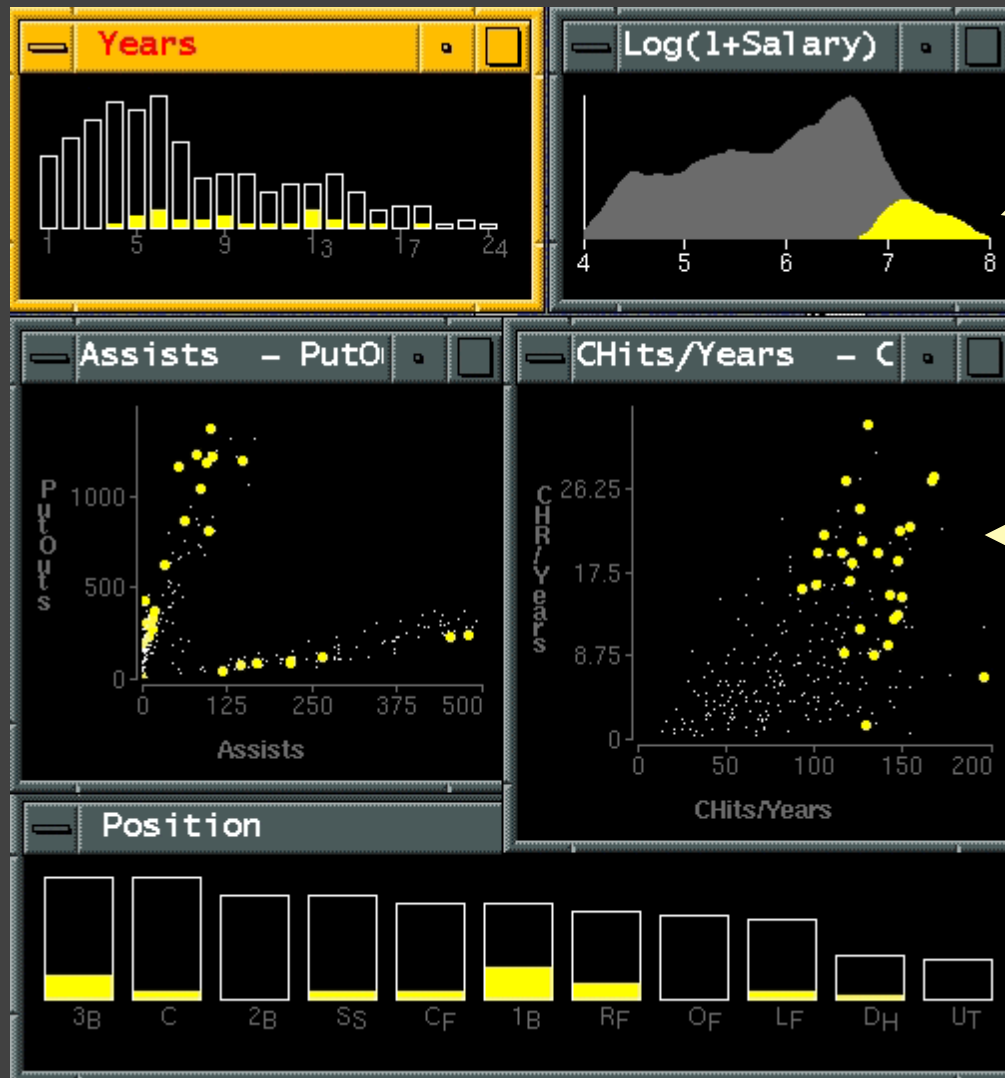 Years
Log(1+Salary)
1 5 9 13 17 24
4 5 6 7 8
Assists - PutO
CHits/Years - C
PutOuts
1000
500
0
0 125 250 375 500
Assists
CHR/Years
26.25
17.5
8.75
0
0 50 100 150 200
CHits/Years
Position
3B C 2B SS CF 1B RF OF LF DH UT